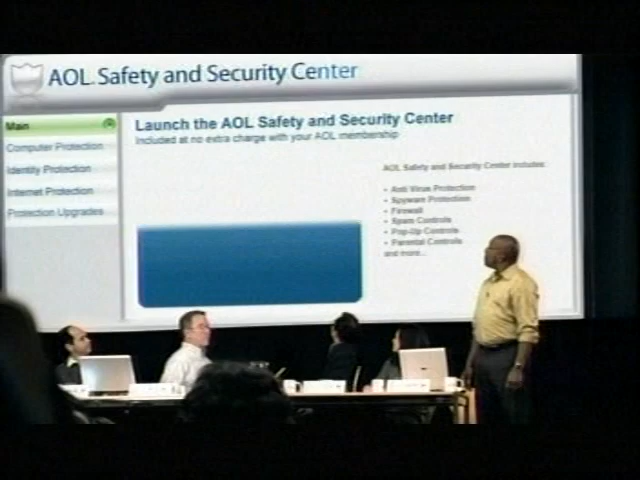 AOL Safety and Security Center
Main
Computer Protection
Identity Protection
Internet Protection
Protection Upgrades
Launch the AOL Safety and Security Center
Included at no extra charge with your AOL membership
AOL Safety and Security Center includes:
• Anti Virus Protection
• Spyware Protection
• Firewall
• Spam Controls
• Pop-Up Controls
• Parental Controls
and more...